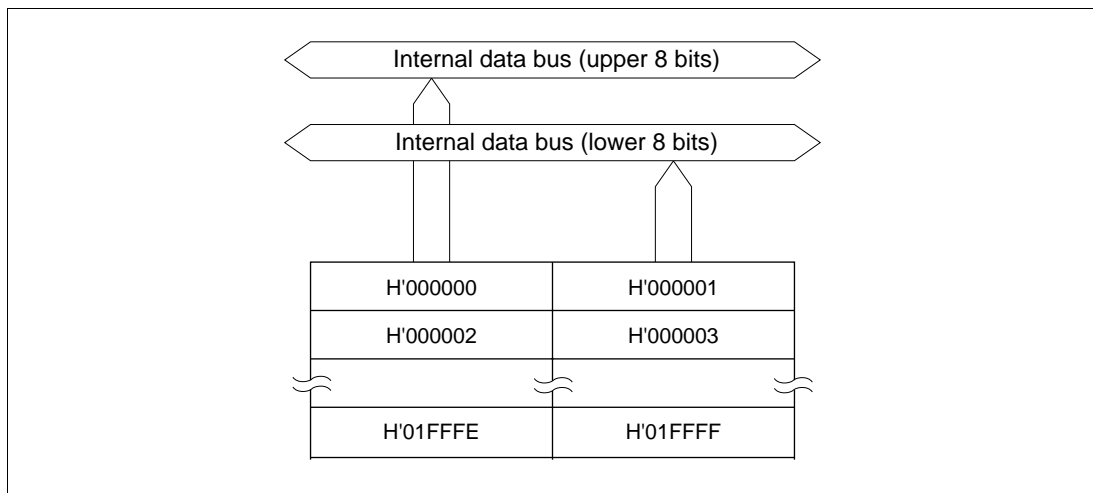 Internal data bus (upper 8 bits)
Internal data bus (lower 8 bits)
H'000000 H'000001
H'000002 H'000003
H'01FFFE H'01FFFF